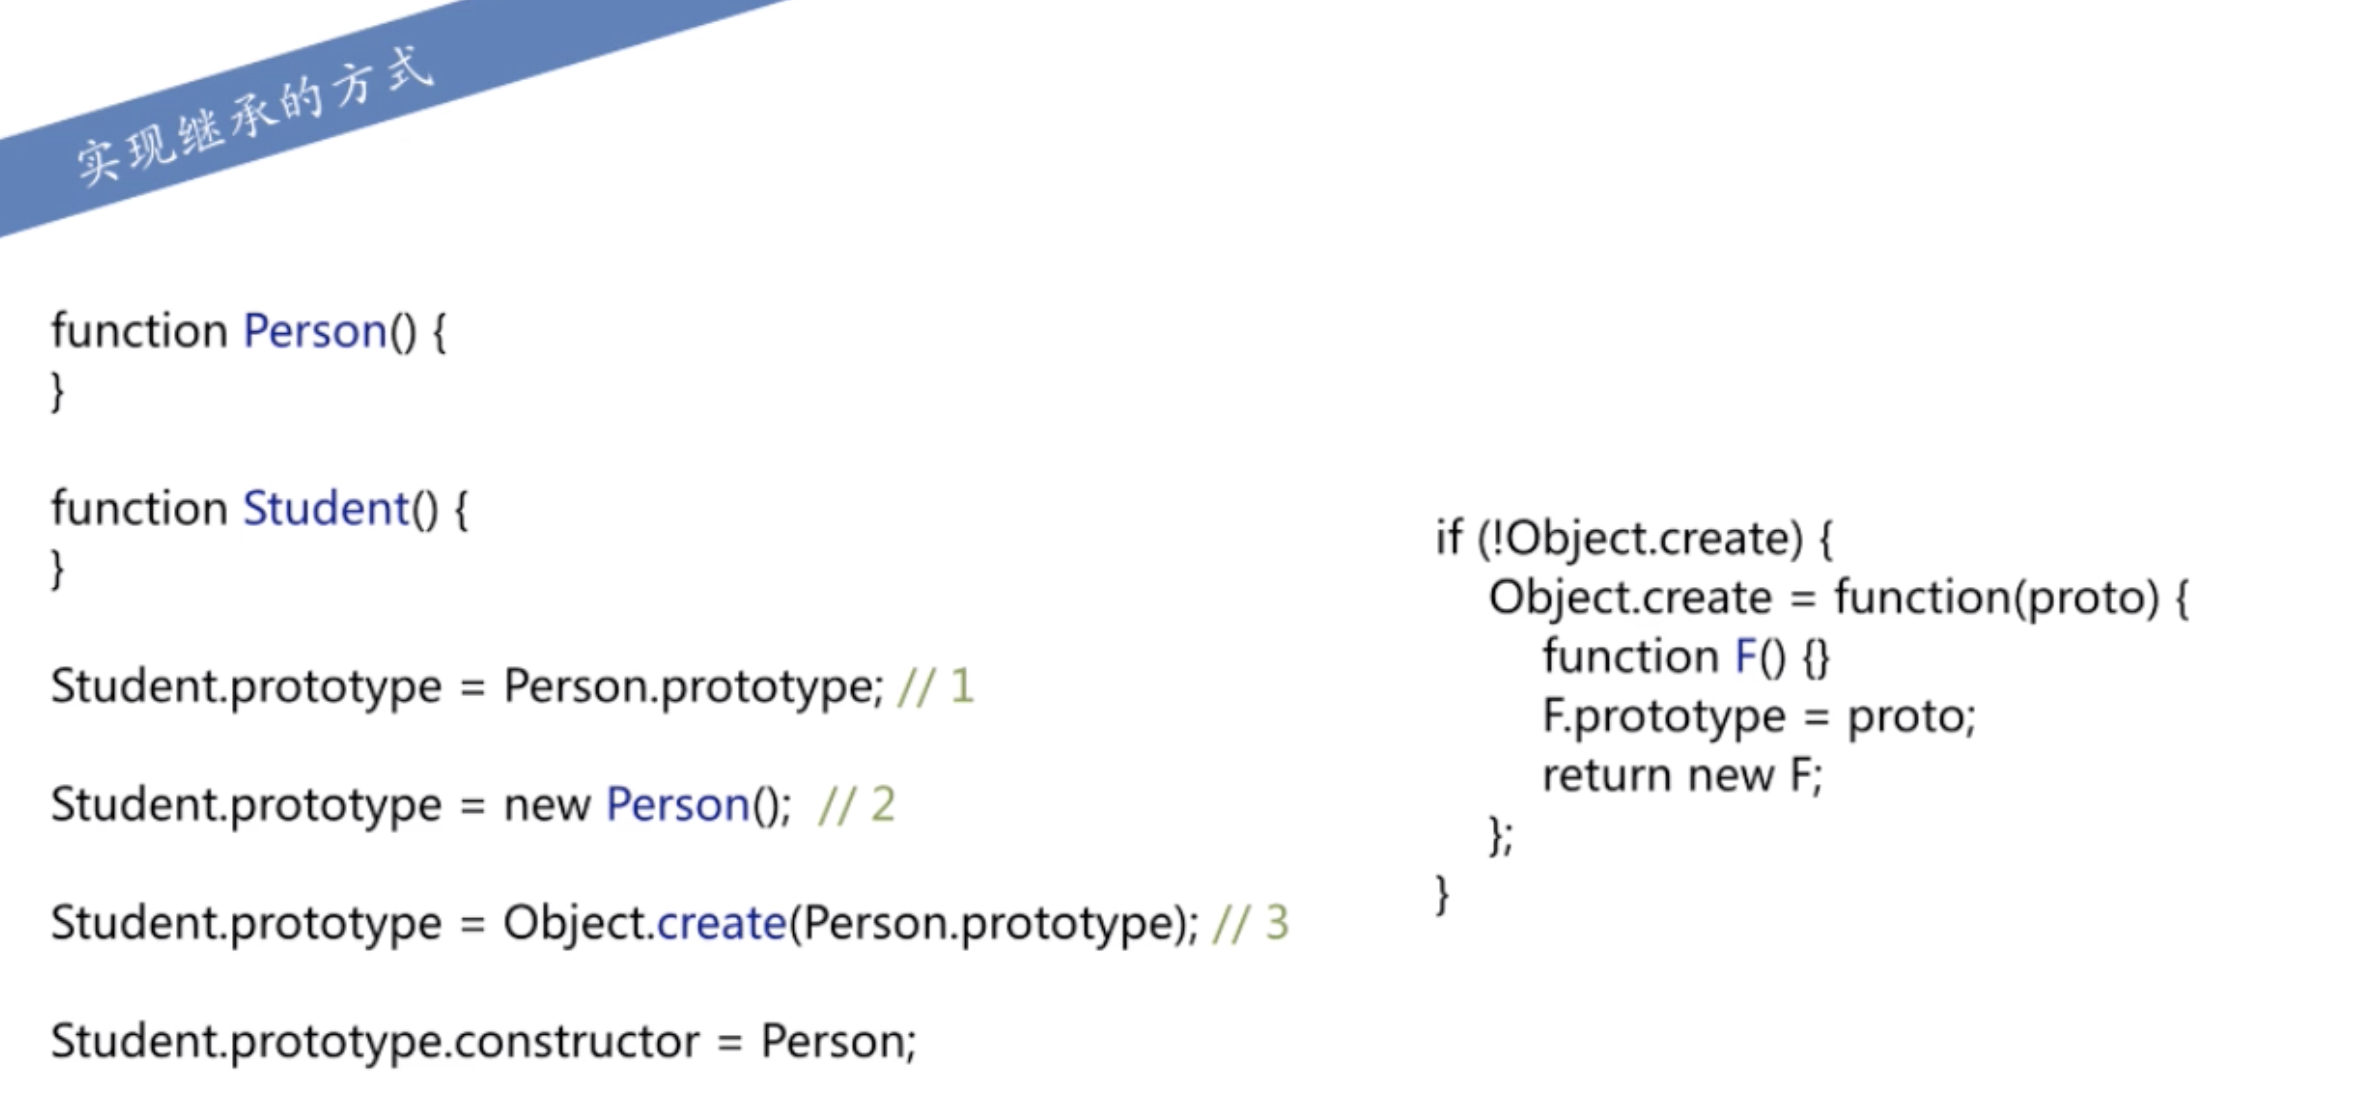 实现继承的方式
function Person() {
}
function Student() {
}
Student.prototype = Person.prototype; // 1
Student.prototype = new Person(); // 2
Student.prototype = Object.create(Person.prototype); // 3
Student.prototype.constructor = Person;
if (!Object.create) {
Object.create = function(proto) {
function F() {}
F.prototype = proto;
return new F;
};
}